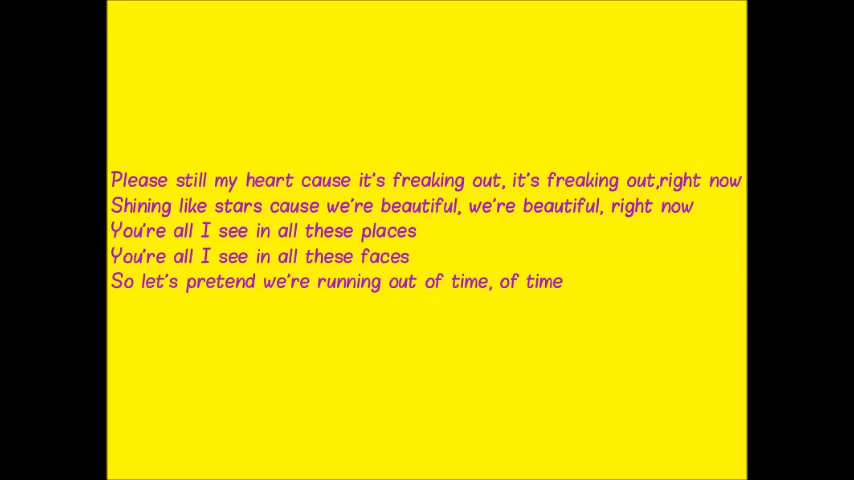 Please still my heart cause it's freaking out, it's freaking out,right now
Shining like stars cause we're beautiful, we're beautiful, right now
You're all I see in all these places
You're all I see in all these faces
So let's pretend we're running out of time, of time